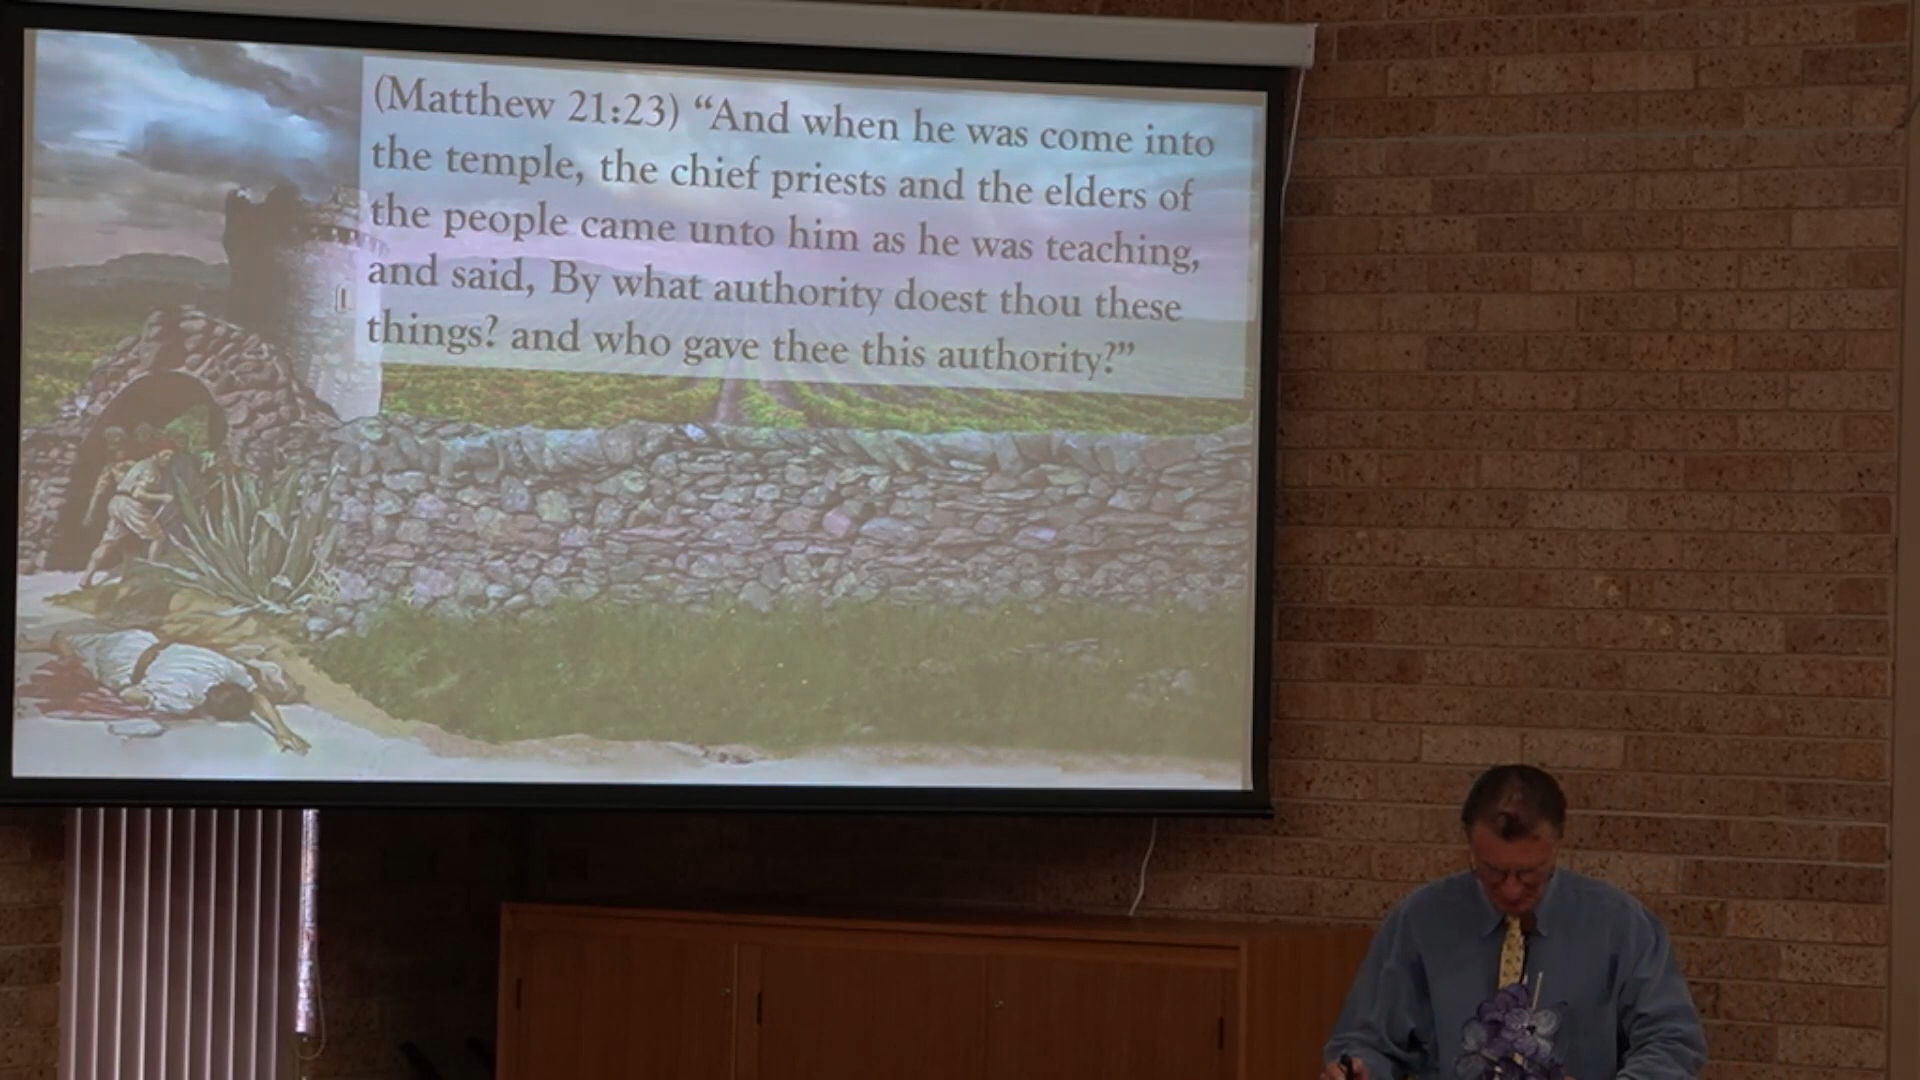 (Matthew 21:23) “And when he was come into
the temple, the chief priests and the elders of
the people came unto him as he was teaching,
and said, By what authority doest thou these
things? and who gave thee this authority?”